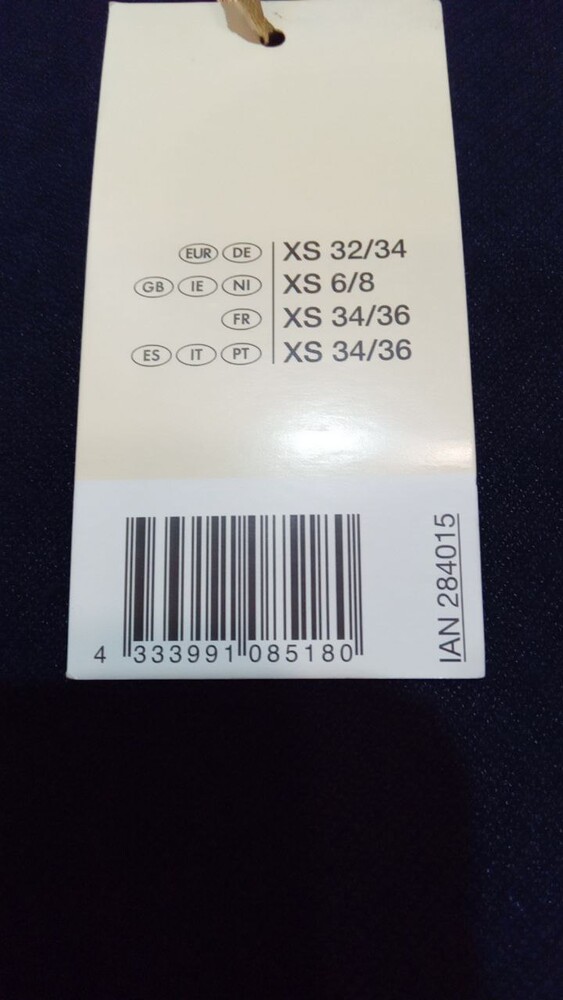 EUR DE XS 32/34
GB IE NI XS 6/8
FR XS 34/36
ES IT PT XS 34/36
4 333991 085180
IAN 284015